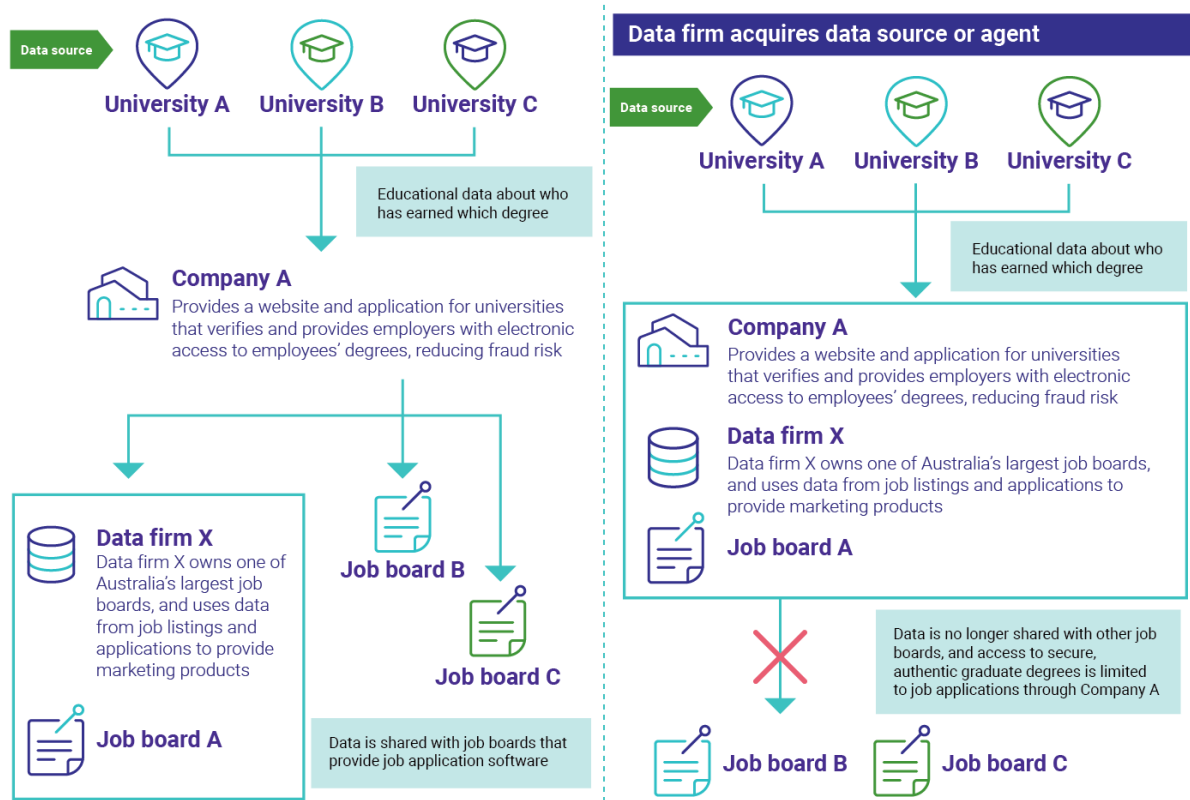 Data source
University A
University B
University C
Educational data about who
has earned which degree
Company A
Provides a website and application for universities
that verifies and provides employers with electronic
access to employees’ degrees, reducing fraud risk
Data firm X
Data firm X owns one of
Australia’s largest job
boards, and uses data
from job listings and
applications to provide
marketing products
Job board A
Job board B
Job board C
Data is shared with job boards that
provide job application software
Data firm acquires data source or agent
Data source
University A
University B
University C
Educational data about who
has earned which degree
Company A
Provides a website and application for universities
that verifies and provides employers with electronic
access to employees’ degrees, reducing fraud risk
Data firm X
Data firm X owns one of Australia’s largest job boards,
and uses data from job listings and applications to
provide marketing products
Job board A
Data is no longer shared with other job
boards, and access to secure,
authentic graduate degrees is limited
to job applications through Company A
Job board B
Job board C